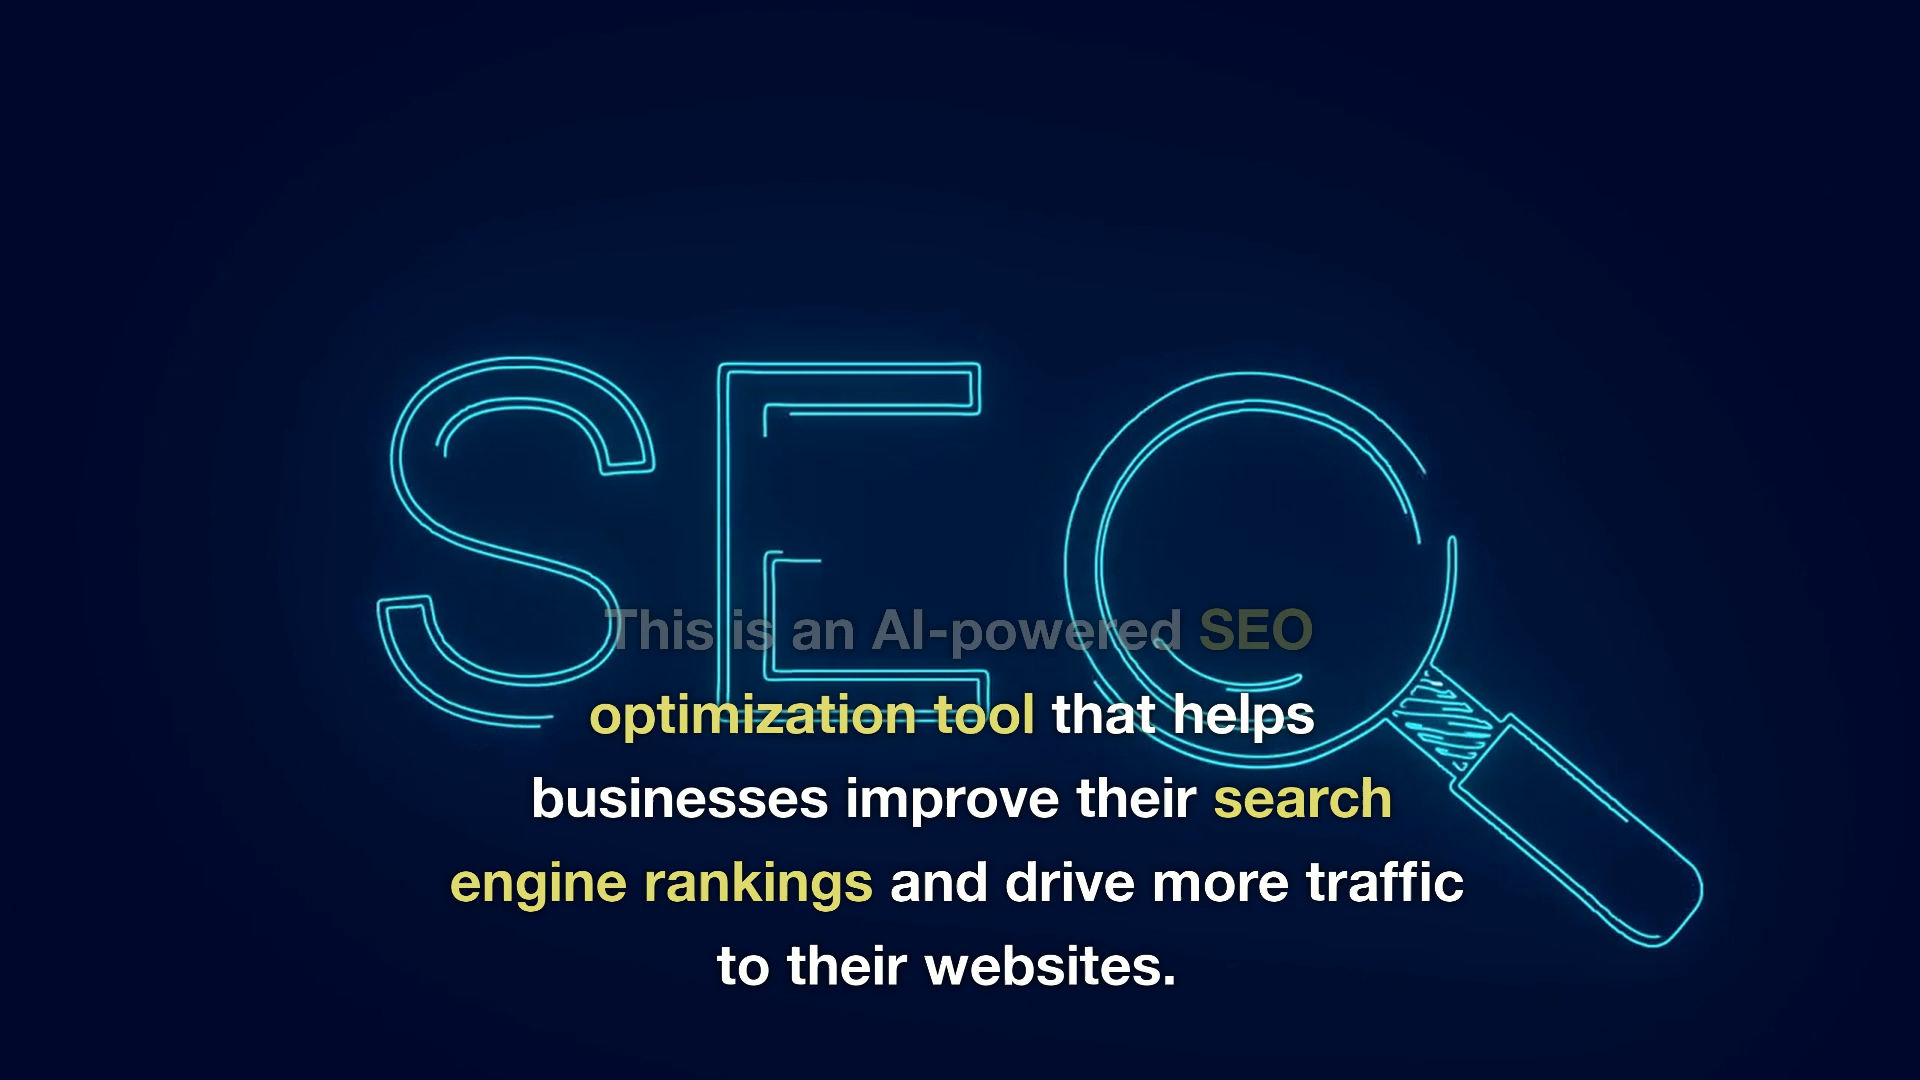 SEO
This is an AI-powered SEO
optimization tool that helps
businesses improve their search
engine rankings and drive more traffic
to their websites.